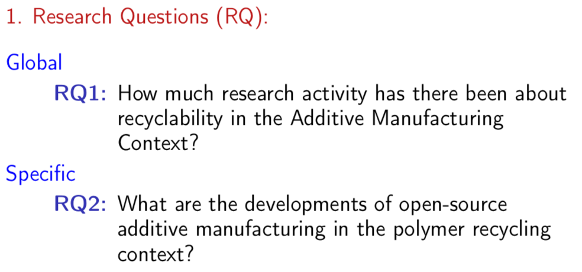 1. Research Questions (RQ):
Global
RQ1: How much research activity has there been about
recyclability in the Additive Manufacturing
Context?
Specific
RQ2: What are the developments of open-source
additive manufacturing in the polymer recycling
context?